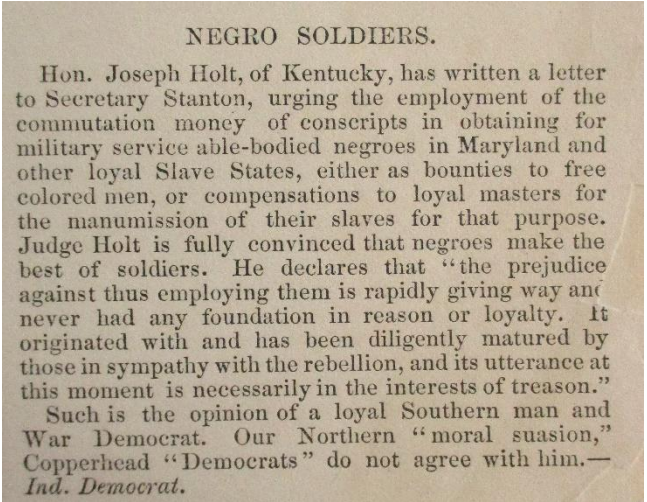 NEGRO SOLDIERS.
Hon. Joseph Holt, of Kentucky, has written a letter
to Secretary Stanton, urging the employment of the
commutation money of conscripts in obtaining for
military service able-bodied negroes in Maryland and
other loyal Slave States, either as bounties to free
colored men, or compensations to loyal masters for
the manumission of their slaves for that purpose.
Judge Holt is fully convinced that negroes make the
best of soldiers. He declares that "the prejudice
against thus employing them is rapidly giving way and
never had any foundation in reason or loyalty. It
originated with and has been diligently matured by
those in sympathy with the rebellion, and its utterance at
this moment is necessarily in the interests of treason."
Such is the opinion of a loyal Southern man and
War Democrat. Our Northern "moral suasion,"
Copperhead "Democrats" do not agree with him.—
Ind. Democrat.